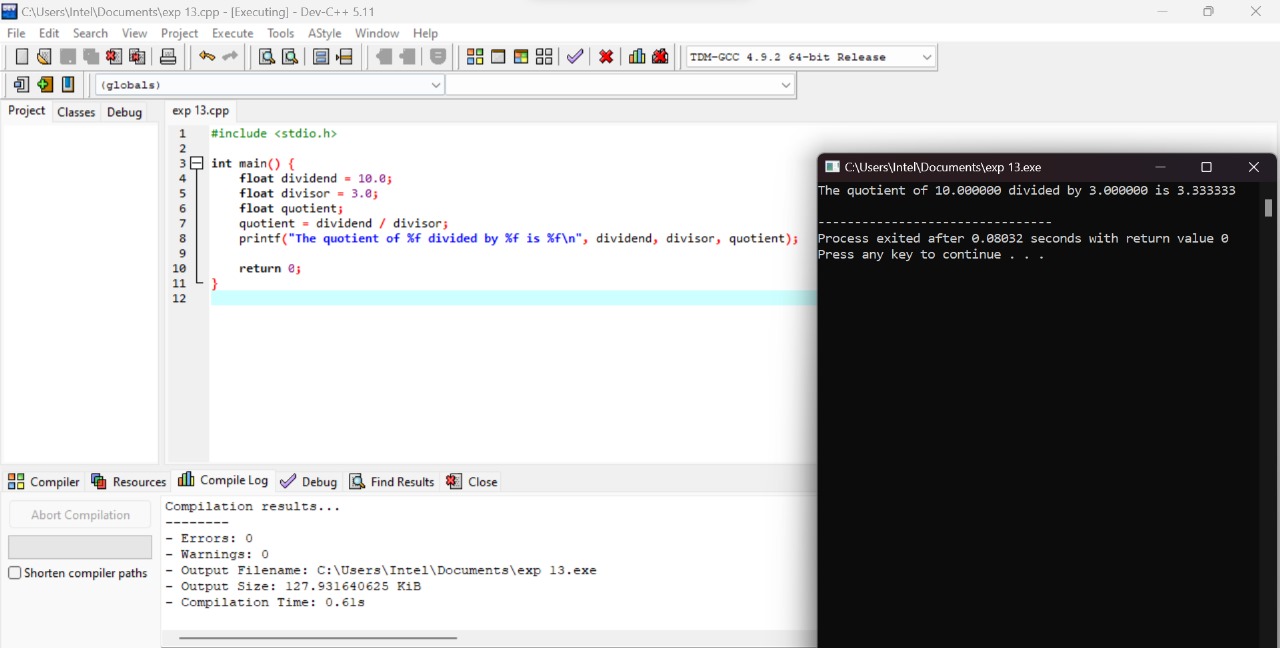 C:\Users\Intel\Documents\exp 13.cpp - [Executing] - Dev-C++ 5.11
File Edit Search View Project Execute Tools AStyle Window Help
TDM-GCC 4.9.2 64-bit Release
(globals)
Project Classes Debug
exp 13.cpp
1 #include <stdio.h>
2
3 int main() {
4 float dividend = 10.0;
5 float divisor = 3.0;
6 float quotient;
7 quotient = dividend / divisor;
8 printf("The quotient of %f divided by %f is %f\n", dividend, divisor, quotient);
9
10 return 0;
11 }
12
C:\Users\Intel\Documents\exp 13.exe
The quotient of 10.000000 divided by 3.000000 is 3.333333
--------------------------------
Process exited after 0.08032 seconds with return value 0
Press any key to continue . . .
Compiler Resources Compile Log Debug Find Results Close
Abort Compilation
Shorten compiler paths
Compilation results...
--------
- Errors: 0
- Warnings: 0
- Output Filename: C:\Users\Intel\Documents\exp 13.exe
- Output Size: 127.931640625 KiB
- Compilation Time: 0.61s